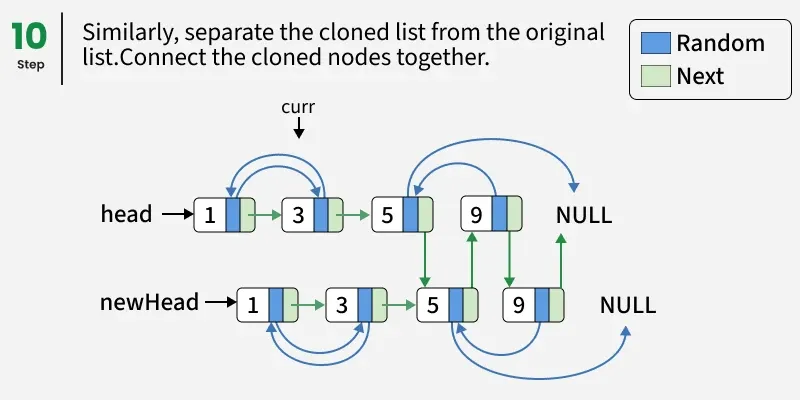 10
Step
Similarly, separate the cloned list from the original
list.Connect the cloned nodes together.
Random
Next
curr
head 1 3 5 9 NULL
newHead 1 3 5 9 NULL